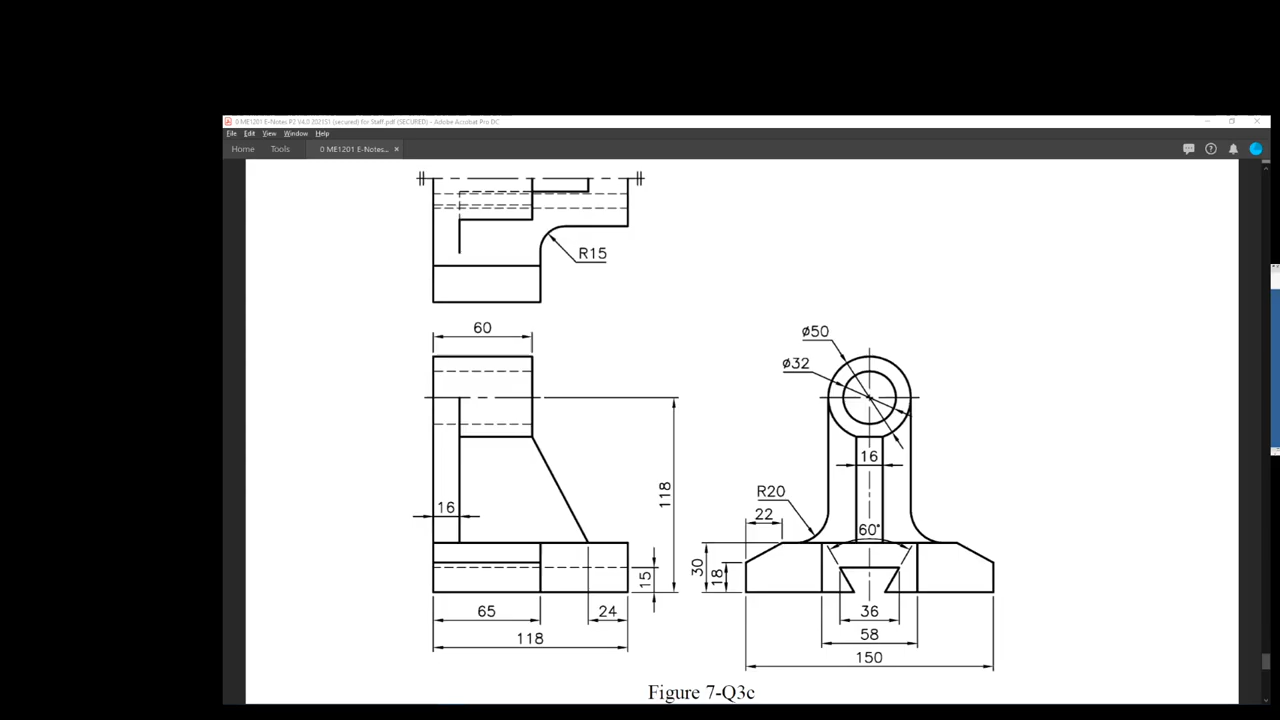 0 ME1201 E-Notes P2 V4.0 2021S1 (secured) for Staff.pdf (SECURED) - Adobe Acrobat Pro DC
File Edit View Window Help
Home Tools 0 ME1201 E-Notes... ×
R15
60
ø50
ø32
16
118
16
R20
22
60°
30
18
15
65
24
36
118
58
150
Figure 7-Q3c